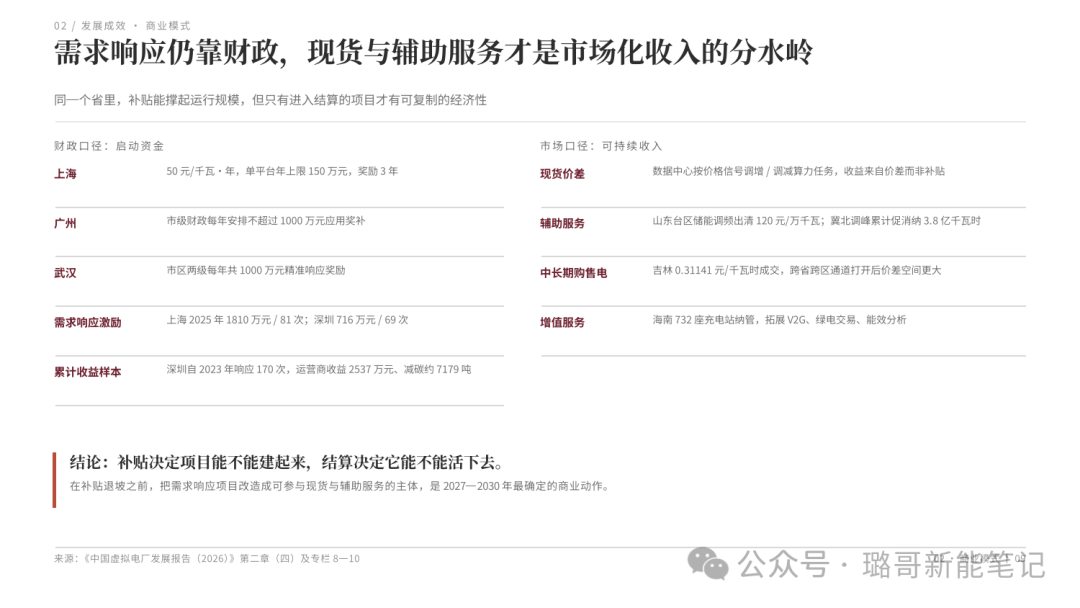 02 / 发展成效 · 商业模式
需求响应仍靠财政，现货与辅助服务才是市场化收入的分水岭
同一个省里，补贴能撑起运行规模，但只有进入结算的项目才有可复制的经济性
财政口径：启动资金
上海 50 元/千瓦·年，单平台年上限 150 万元，奖励 3 年
广州 市级财政每年安排不超过 1000 万元应用奖补
武汉 市区两级每年共 1000 万元精准响应奖励
需求响应激励 上海 2025 年 1810 万元 / 81 次；深圳 716 万元 / 69 次
累计收益样本 深圳自 2023 年响应 170 次，运营商收益 2537 万元、减碳约 7179 吨
市场口径：可持续收入
现货价差 数据中心按价格信号调增 / 调减算力任务，收益来自价差而非补贴
辅助服务 山东台区储能调频出清 120 元/万千瓦；冀北调峰累计促消纳 3.8 亿千瓦时
中长期购售电 吉林 0.31141 元/千瓦时成交，跨省跨区通道打开后价差空间更大
增值服务 海南 732 座充电站纳管，拓展 V2G、绿电交易、能效分析
结论：补贴决定项目能不能建起来，结算决定它能不能活下去。
在补贴退坡之前，把需求响应项目改造成可参与现货与辅助服务的主体，是 2027—2030 年最确定的商业动作。
来源：《中国虚拟电厂发展报告（2026）》第二章（四）及专栏 8—10
公众号 · 璐哥新能笔记